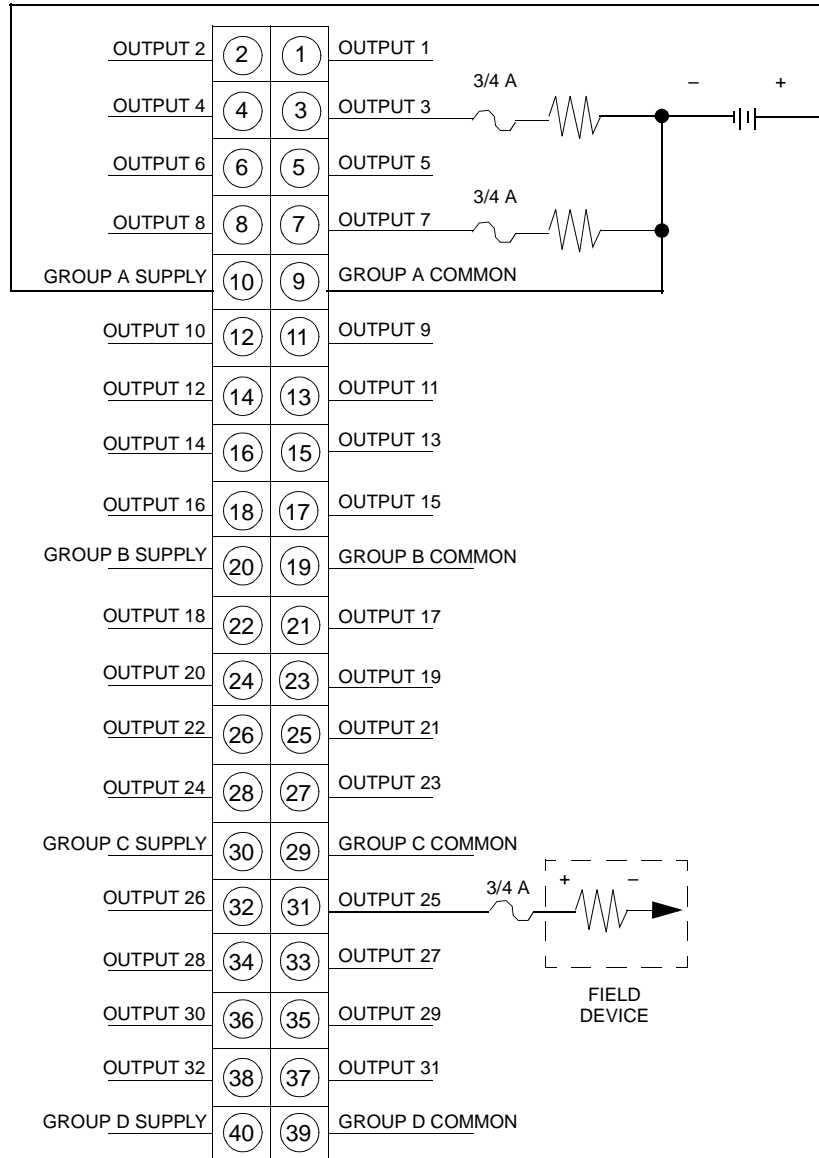 OUTPUT 2 2 1 OUTPUT 1
3/4 A – +
OUTPUT 4 4 3 OUTPUT 3
OUTPUT 6 6 5 OUTPUT 5
3/4 A
OUTPUT 8 8 7 OUTPUT 7
GROUP A SUPPLY 10 9 GROUP A COMMON
OUTPUT 10 12 11 OUTPUT 9
OUTPUT 12 14 13 OUTPUT 11
OUTPUT 14 16 15 OUTPUT 13
OUTPUT 16 18 17 OUTPUT 15
GROUP B SUPPLY 20 19 GROUP B COMMON
OUTPUT 18 22 21 OUTPUT 17
OUTPUT 20 24 23 OUTPUT 19
OUTPUT 22 26 25 OUTPUT 21
OUTPUT 24 28 27 OUTPUT 23
GROUP C SUPPLY 30 29 GROUP C COMMON
3/4 A + –
OUTPUT 26 32 31 OUTPUT 25
OUTPUT 28 34 33 OUTPUT 27
FIELD
DEVICE
OUTPUT 30 36 35 OUTPUT 29
OUTPUT 32 38 37 OUTPUT 31
GROUP D SUPPLY 40 39 GROUP D COMMON